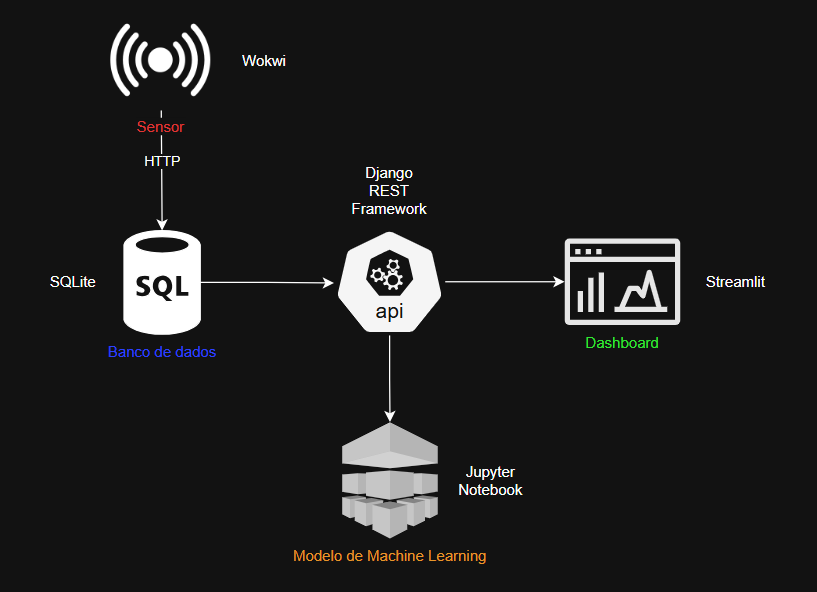 Wokwi
Sensor
HTTP
Django
REST
Framework
SQLite
SQL
api
Streamlit
Banco de dados
Dashboard
Jupyter
Notebook
Modelo de Machine Learning